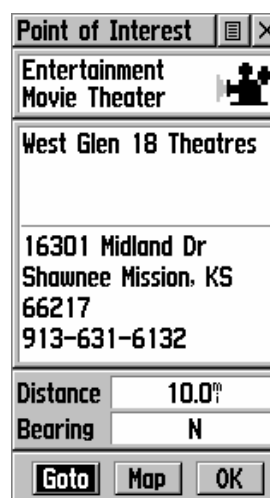 Point of Interest
Entertainment
Movie Theater
West Glen 18 Theatres
16301 Midland Dr
Shawnee Mission, KS
66217
913-631-6132
Distance 10.0m
Bearing N
Goto Map OK